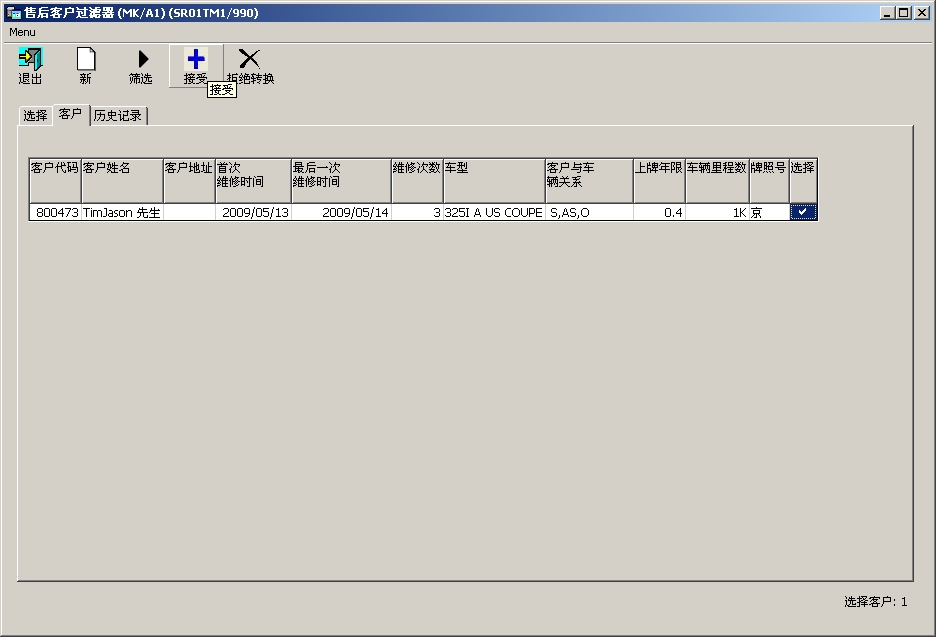 售后客户过滤器 (MK/A1) (SR01TM1/990)
Menu
退出 新 筛选 接受 拒绝转换
接受
选择 客户 历史记录
客户代码 客户姓名 客户地址 首次 最后一次 维修次数 车型 客户与车 上牌年限 车辆里程数 牌照号 选择
维修时间 维修时间 辆关系
800473 TimJason 先生 2009/05/13 2009/05/14 3 325I A US COUPE S,AS,O 0.4 1K 京
选择客户: 1